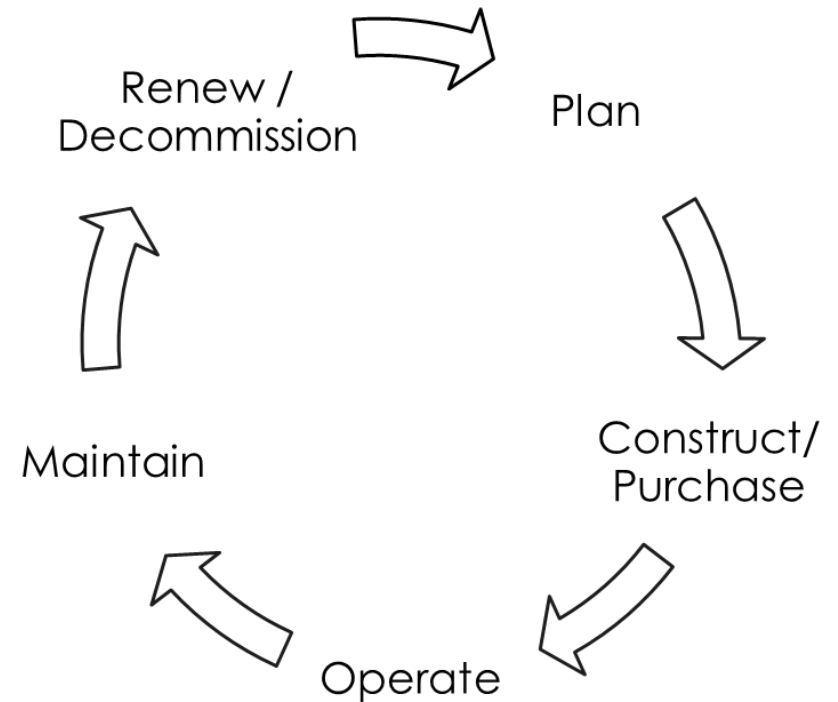 Renew /
Decommission
Plan
Construct/
Purchase
Operate
Maintain